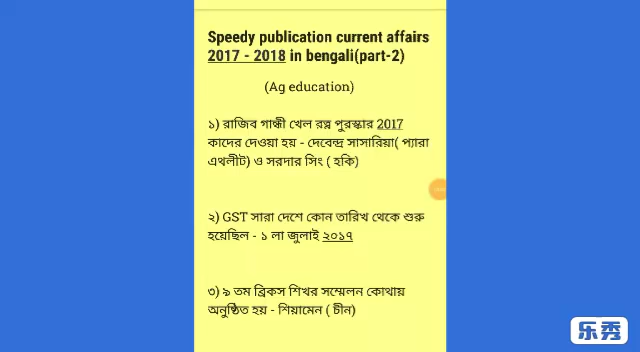 Speedy publication current affairs
2017 - 2018 in bengali(part-2)
(Ag education)
১) রাজিব গান্ধী খেল রত্ন পুরস্কার 2017
কাদের দেওয়া হয় - দেবেন্দ্র সাসারিয়া( প্যারা
এথলীট) ও সরদার সিং ( হকি)
২) GST সারা দেশে কোন তারিখ থেকে শুরু
হয়েছিল - ১ লা জুলাই ২০১৭
৩) ৯ তম ব্রিকস শিখর সম্মেলন কোথায়
অনুষ্ঠিত হয় - শিয়ামেন ( চীন)
乐秀